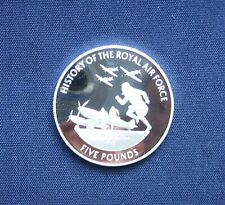 HISTORY OF THE ROYAL AIR FORCE
FIVE POUNDS